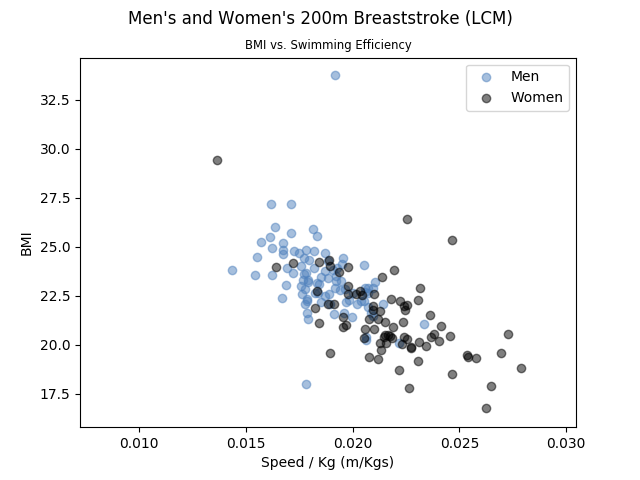 Men's and Women's 200m Breaststroke (LCM)
BMI vs. Swimming Efficiency
Men
Women
32.5
30.0
27.5
25.0
22.5
20.0
17.5
BMI
0.010 0.015 0.020 0.025 0.030
Speed / Kg (m/Kgs)